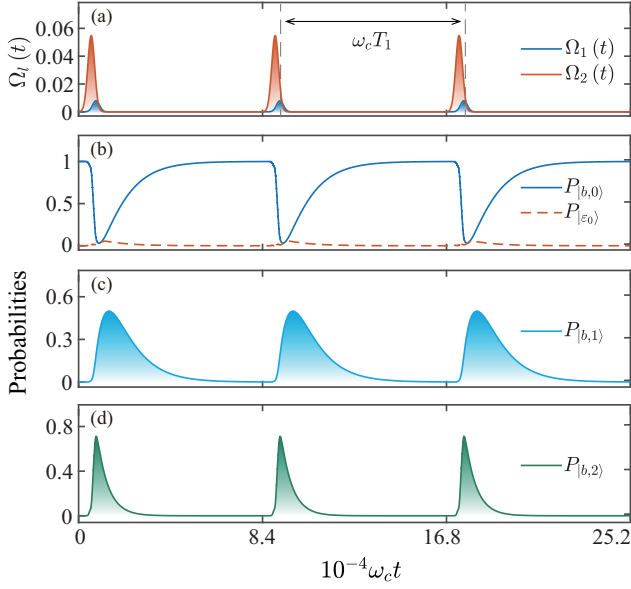 (a)
ω_c T_1
Ω_1 (t)
Ω_2 (t)
Ω_l (t)
0.06
0.04
0.02
0
(b)
P_{|b,0⟩}
P_{|ε_0⟩}
1
0.5
0
Probabilities
(c)
P_{|b,1⟩}
0.6
0.3
0
(d)
P_{|b,2⟩}
0.8
0.4
0
0 8.4 16.8 25.2
10^{-4}ω_c t